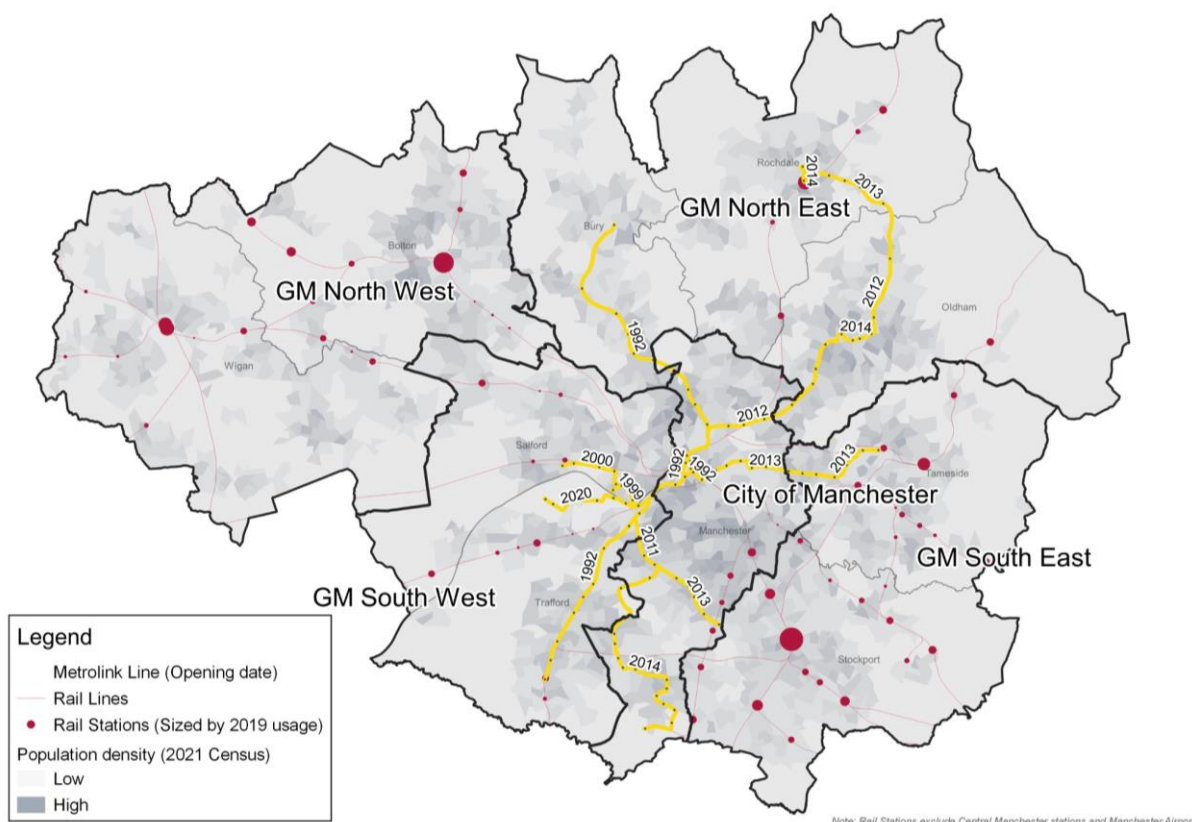 Rochdale
2014
2013
GM North East
Bury
Bolton
GM North West
2012
Oldham
1992
2014
Wigan
2012
Salford
2000
1992
1992
2013
2013
Tameside
2020
1999
City of Manchester
2011
Manchester
GM South East
1992
GM South West
Trafford
2013
2014
Stockport
Legend
Metrolink Line (Opening date)
Rail Lines
Rail Stations (Sized by 2019 usage)
Population density (2021 Census)
Low
High
Note: Rail Stations exclude Central Manchester stations and Manchester Airport